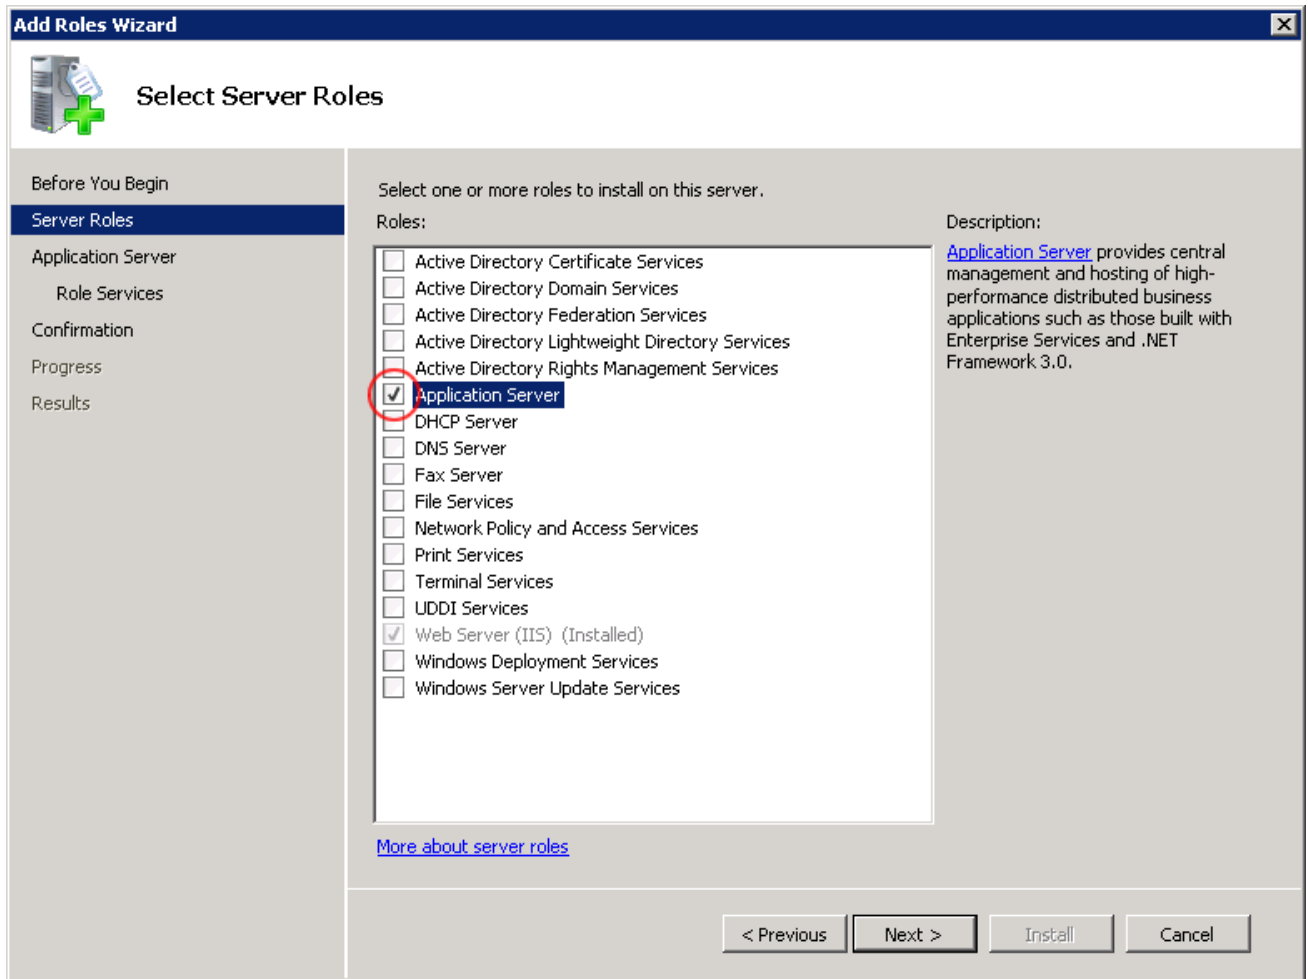 Add Roles Wizard
Select Server Roles
Before You Begin
Server Roles
Application Server
Role Services
Confirmation
Progress
Results
Select one or more roles to install on this server.
Roles:
Active Directory Certificate Services
Active Directory Domain Services
Active Directory Federation Services
Active Directory Lightweight Directory Services
Active Directory Rights Management Services
Application Server
DHCP Server
DNS Server
Fax Server
File Services
Network Policy and Access Services
Print Services
Terminal Services
UDDI Services
Web Server (IIS) (Installed)
Windows Deployment Services
Windows Server Update Services
More about server roles
Description:
Application Server provides central
management and hosting of high-
performance distributed business
applications such as those built with
Enterprise Services and .NET
Framework 3.0.
< Previous
Next >
Install
Cancel